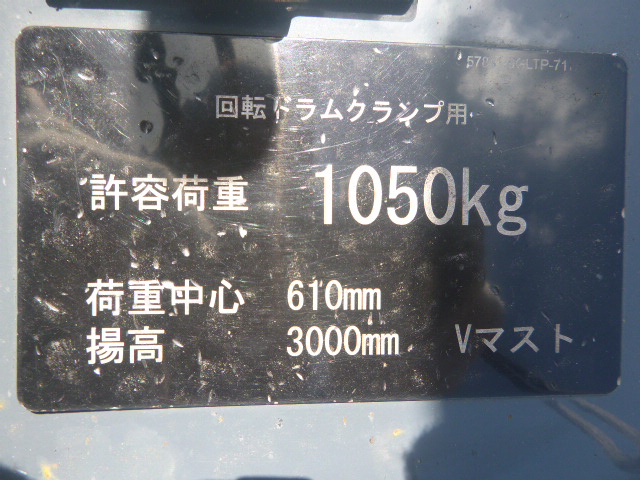 回転ドラムクランプ用
許容荷重 1050kg
荷重中心 610mm
揚高 3000mm Vマスト